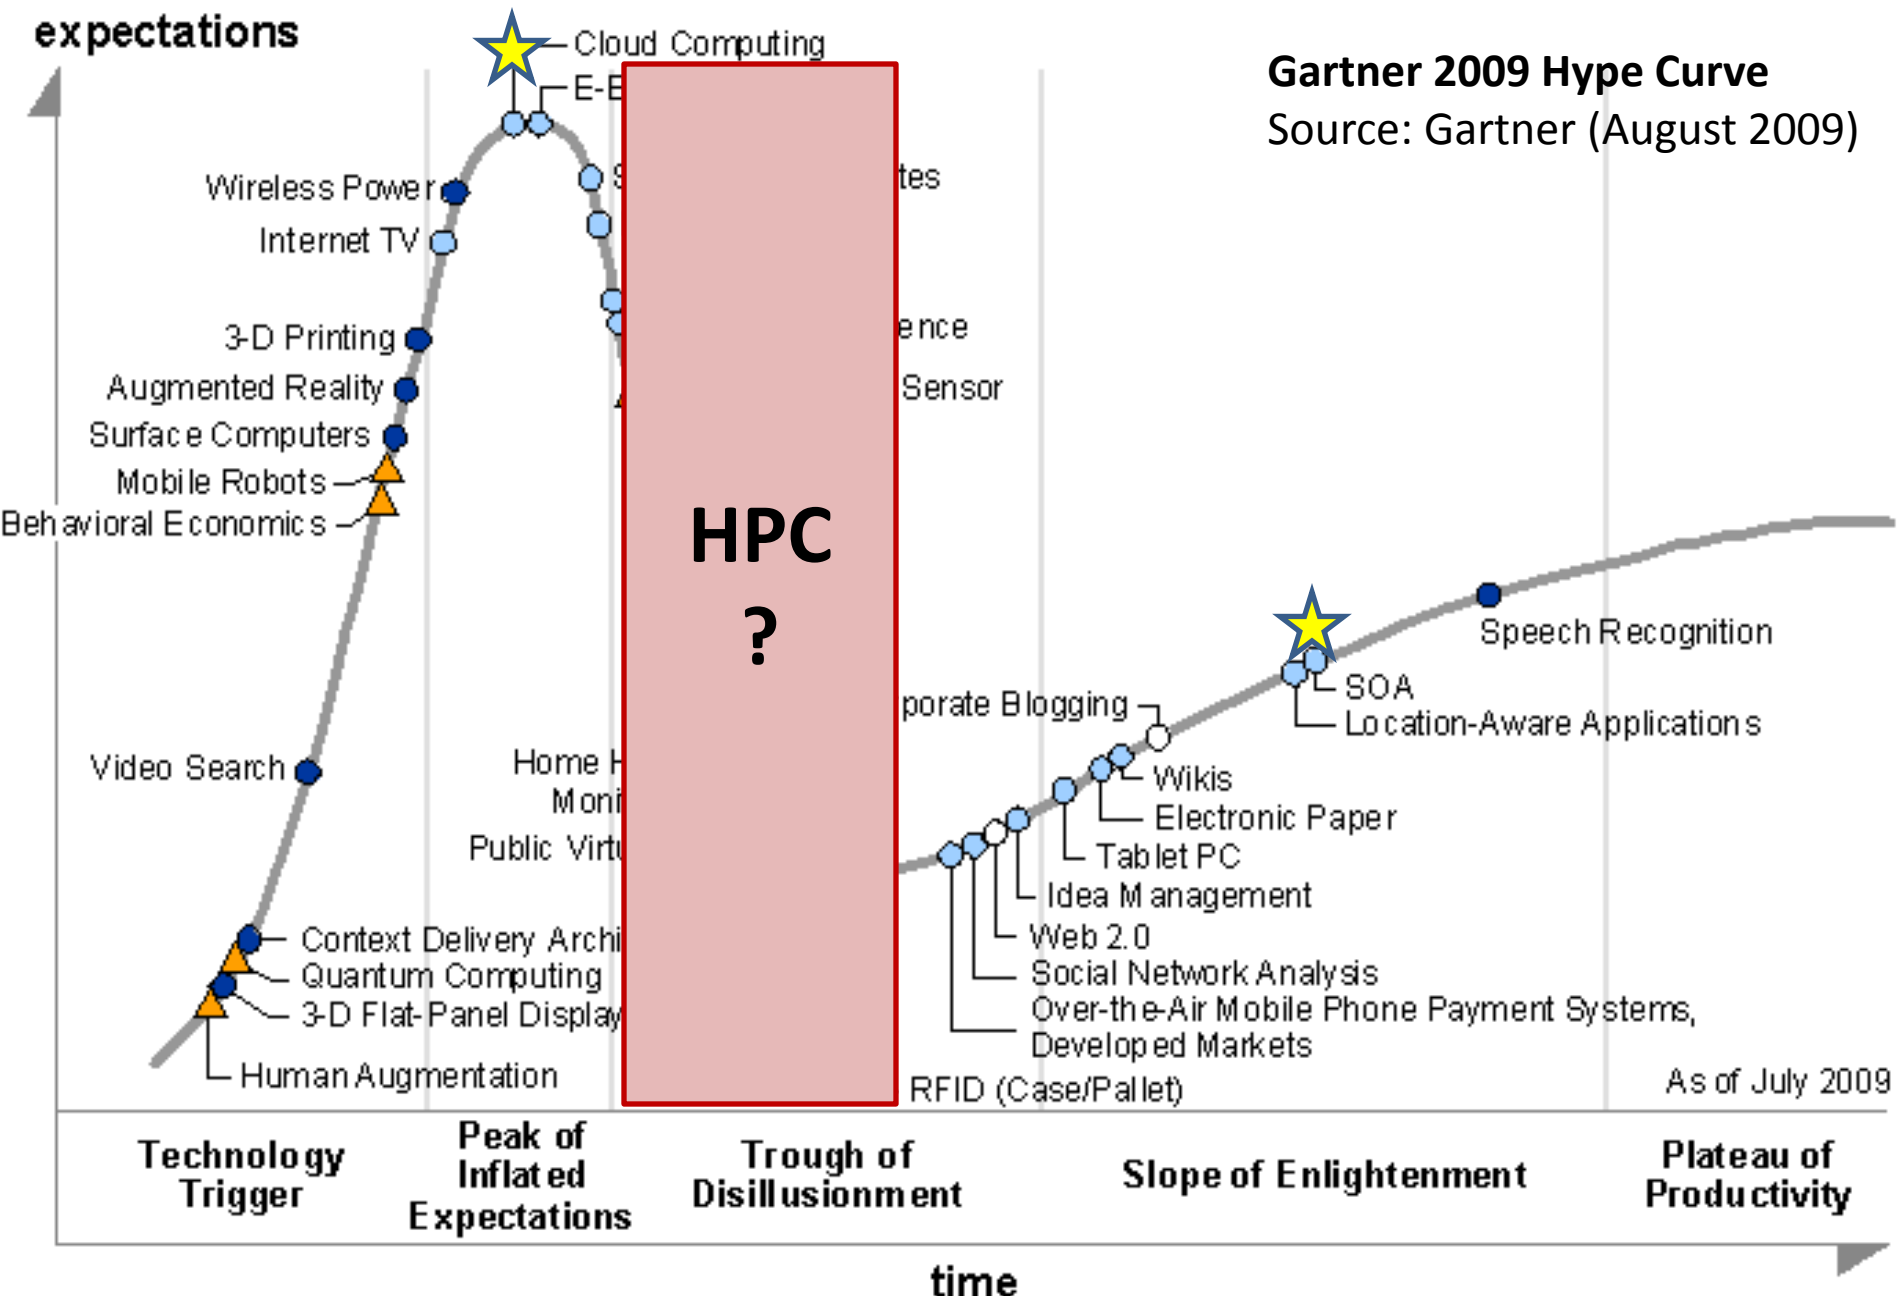 expectations
Cloud Computing
Gartner 2009 Hype Curve
Source: Gartner (August 2009)
Wireless Power
Internet TV
3-D Printing
Augmented Reality
Sensor
Surface Computers
Mobile Robots
Behavioral Economics
HPC
?
Speech Recognition
SOA
Blogging
Location-Aware Applications
Video Search
Home
Wikis
Electronic Paper
Public
Tablet PC
Idea Management
Context Delivery
Web 2.0
Quantum Computing
Social Network Analysis
3-D Flat-Panel Display
Over-the-Air Mobile Phone Payment Systems,
Developed Markets
Human Augmentation
RFID (Case/Pallet)
As of July 2009
Technology
Trigger
Peak of
Inflated
Expectations
Trough of
Disillusionment
Slope of Enlightenment
Plateau of
Productivity
time